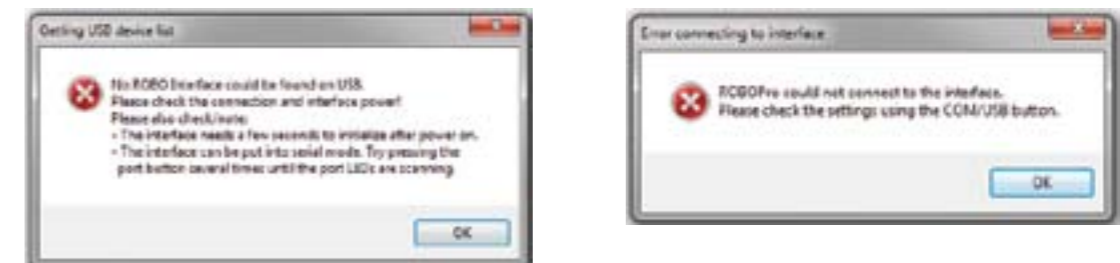 Getting USB device list
No ROBO Interface could be found on USB.
Please check the connection and interface power!
Please also check/note:
- The interface needs a few seconds to initialize after power on.
- The interface can be put into serial mode. Try pressing the
port button several times until the port LEDs are scanning.
OK
Error connecting to interface
ROBOPro could not connect to the interface.
Please check the settings using the COM/USB button.
OK